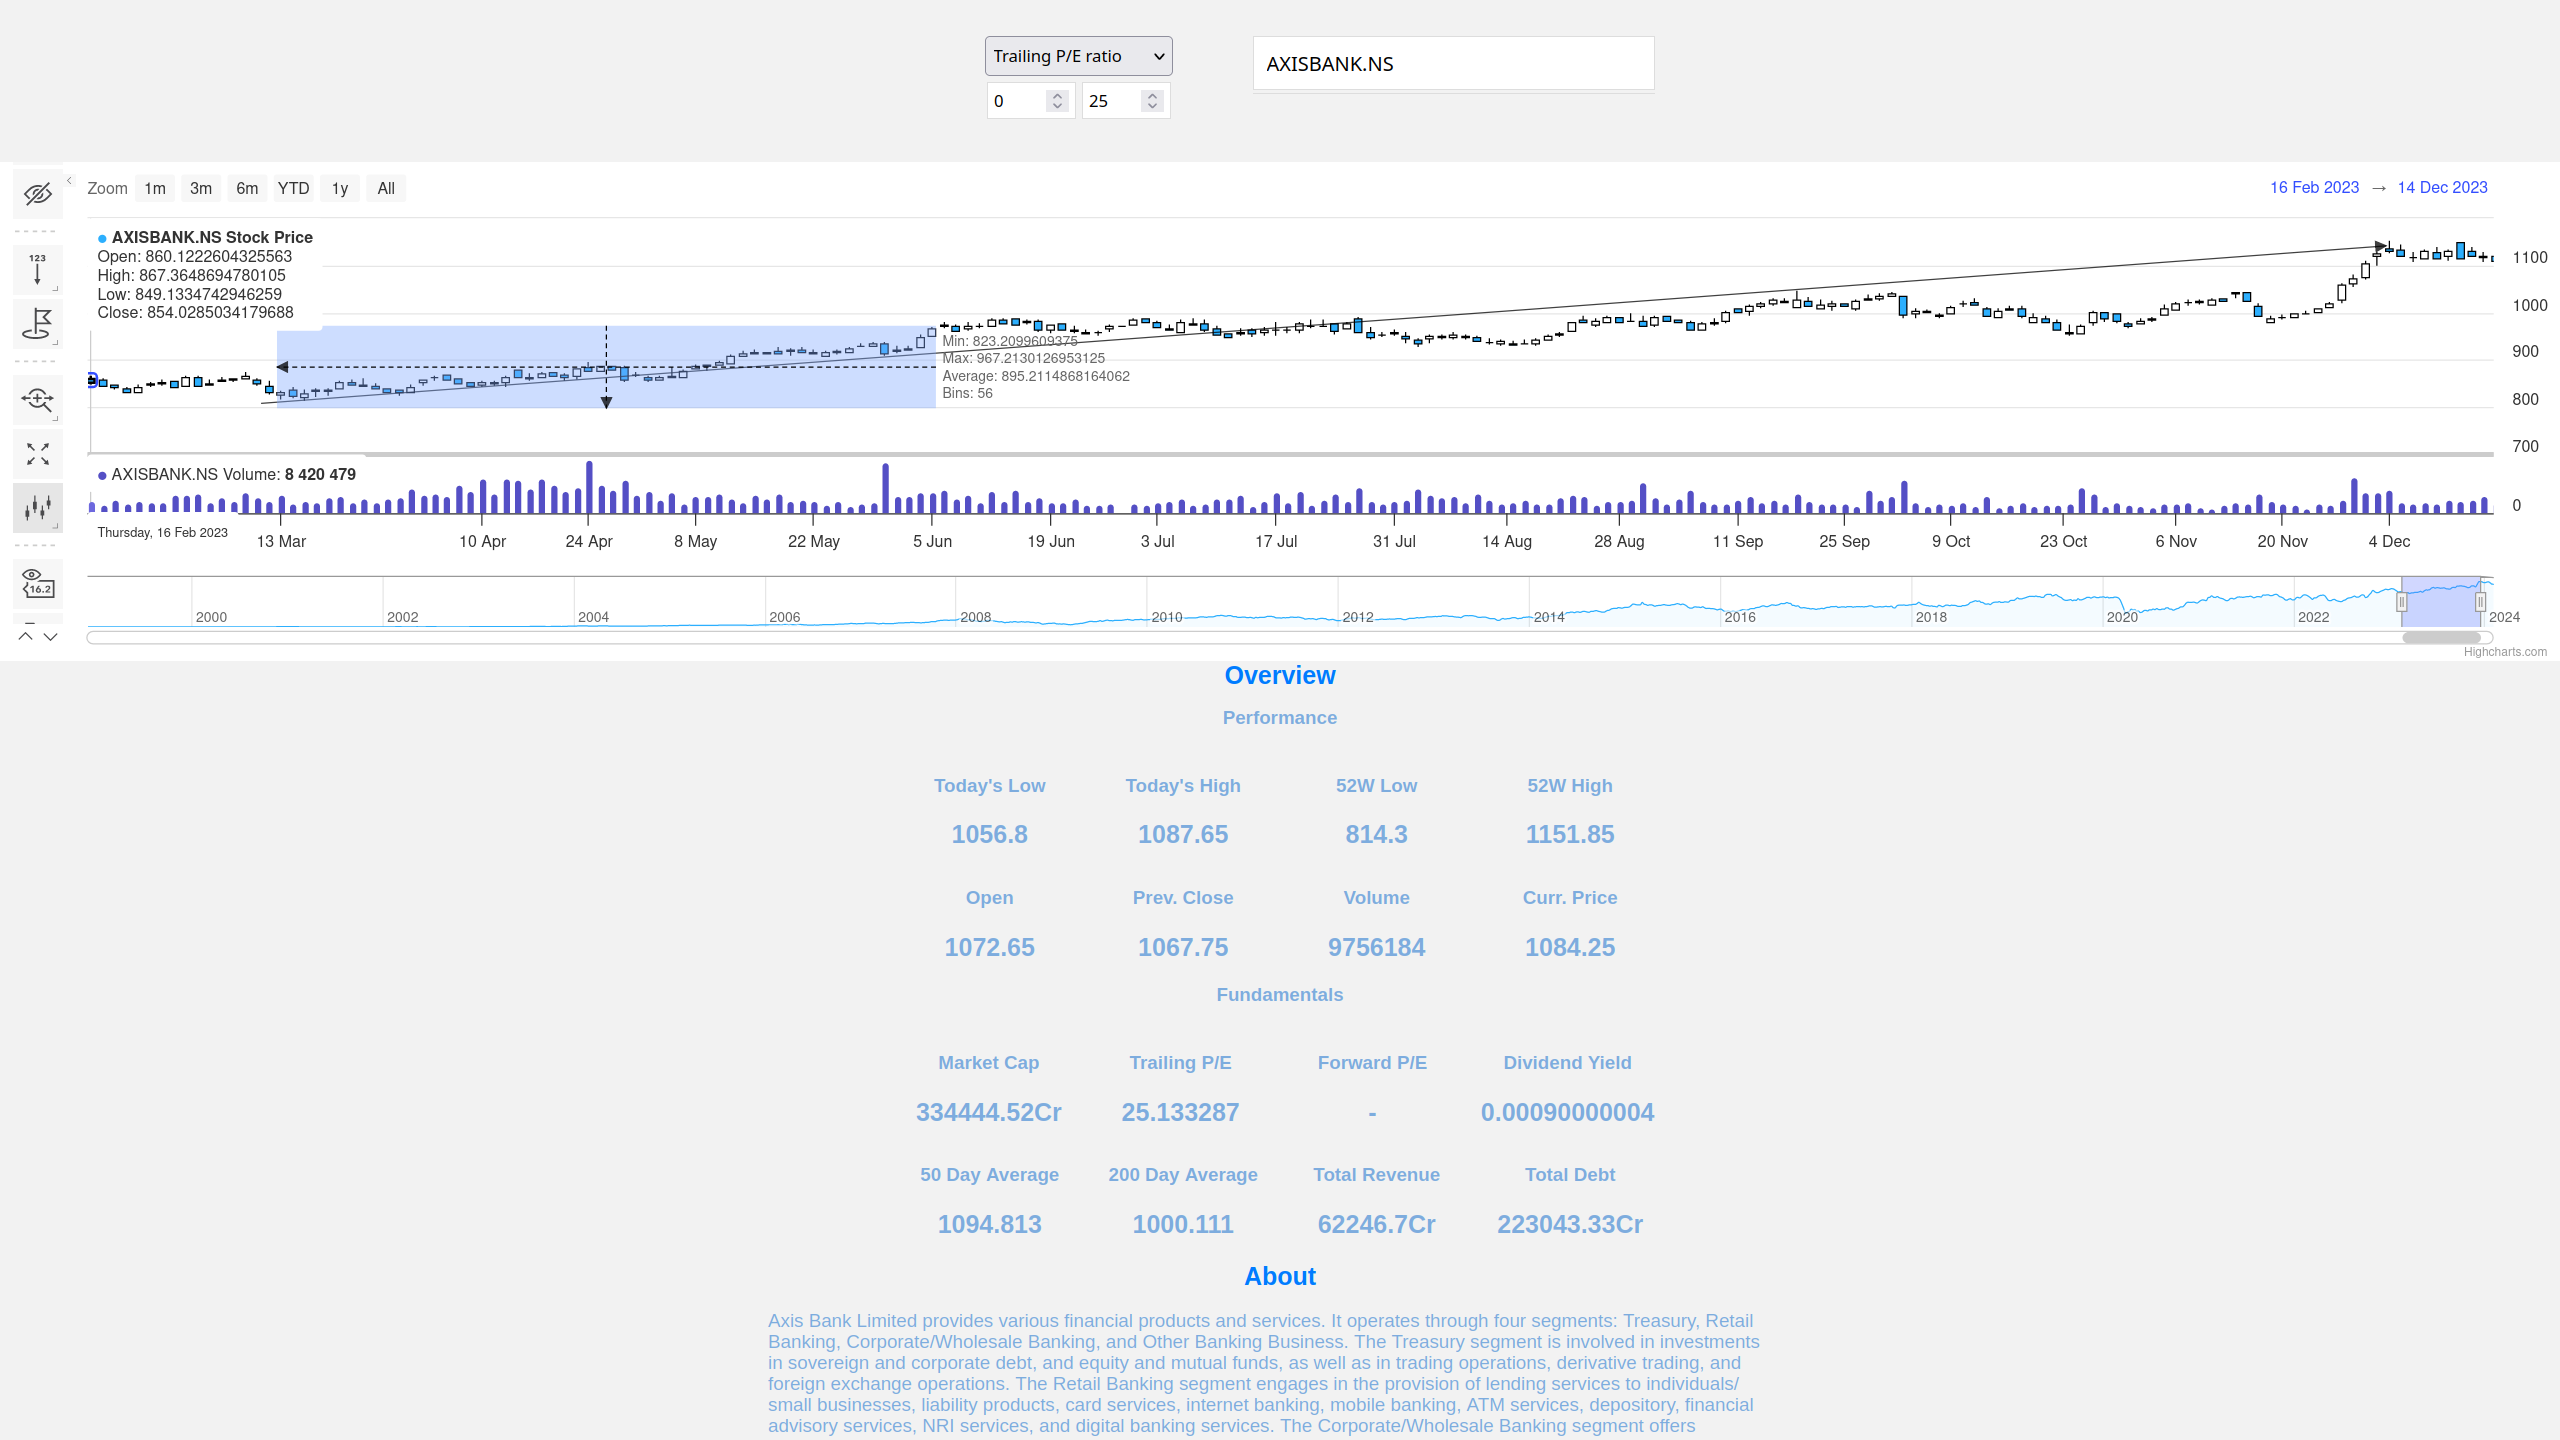 Trailing P/E ratio
0
25
AXISBANK.NS
Zoom 1m 3m 6m YTD 1y All
16 Feb 2023 → 14 Dec 2023
AXISBANK.NS Stock Price
Open: 860.1222604325563
High: 867.3648694780105
Low: 849.1334742946259
Close: 854.0285034179688
Min: 823.2099609375
Max: 967.2130126953125
Average: 895.2114868164062
Bins: 56
1100
1000
900
800
700
AXISBANK.NS Volume: 8 420 479
0
Thursday, 16 Feb 2023
13 Mar 10 Apr 24 Apr 8 May 22 May 5 Jun 19 Jun 3 Jul 17 Jul 31 Jul 14 Aug 28 Aug 11 Sep 25 Sep 9 Oct 23 Oct 6 Nov 20 Nov 4 Dec
2000 2002 2004 2006 2008 2010 2012 2014 2016 2018 2020 2022 2024
Highcharts.com
123
16.2
Overview
Performance
Today's Low Today's High 52W Low 52W High
1056.8 1087.65 814.3 1151.85
Open Prev. Close Volume Curr. Price
1072.65 1067.75 9756184 1084.25
Fundamentals
Market Cap Trailing P/E Forward P/E Dividend Yield
334444.52Cr 25.133287 - 0.00090000004
50 Day Average 200 Day Average Total Revenue Total Debt
1094.813 1000.111 62246.7Cr 223043.33Cr
About
Axis Bank Limited provides various financial products and services. It operates through four segments: Treasury, Retail
Banking, Corporate/Wholesale Banking, and Other Banking Business. The Treasury segment is involved in investments
in sovereign and corporate debt, and equity and mutual funds, as well as in trading operations, derivative trading, and
foreign exchange operations. The Retail Banking segment engages in the provision of lending services to individuals/
small businesses, liability products, card services, internet banking, mobile banking, ATM services, depository, financial
advisory services, NRI services, and digital banking services. The Corporate/Wholesale Banking segment offers